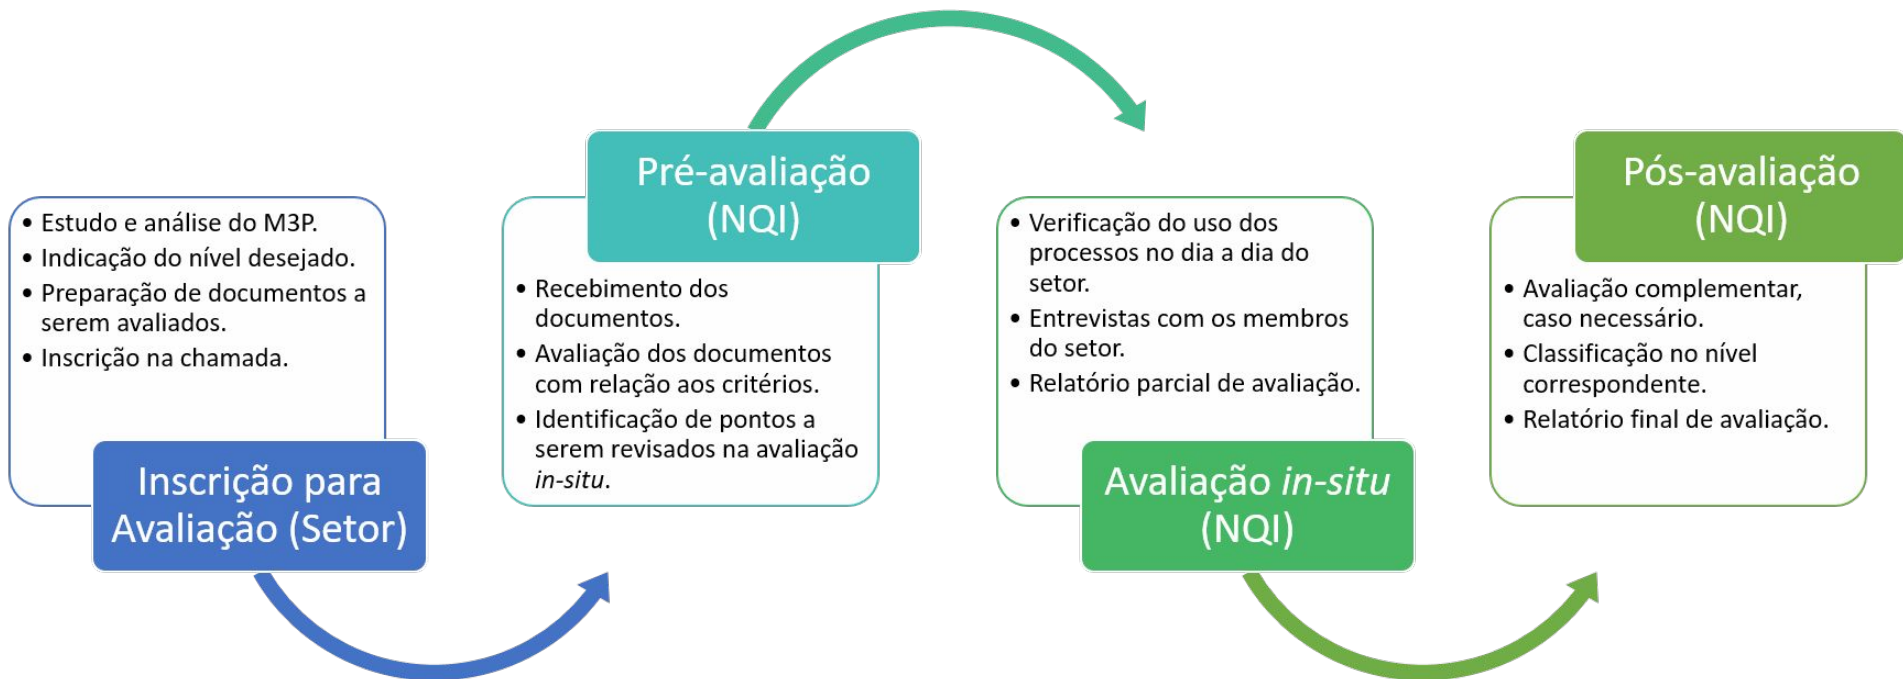 • Estudo e análise do M3P.
• Indicação do nível desejado.
• Preparação de documentos a
serem avaliados.
• Inscrição na chamada.
Inscrição para
Avaliação (Setor)
Pré-avaliação
(NQI)
• Recebimento dos
documentos.
• Avaliação dos documentos
com relação aos critérios.
• Identificação de pontos a
serem revisados na avaliação
in-situ.
• Verificação do uso dos
processos no dia a dia do
setor.
• Entrevistas com os membros
do setor.
• Relatório parcial de avaliação.
Avaliação in-situ
(NQI)
Pós-avaliação
(NQI)
• Avaliação complementar,
caso necessário.
• Classificação no nível
correspondente.
• Relatório final de avaliação.